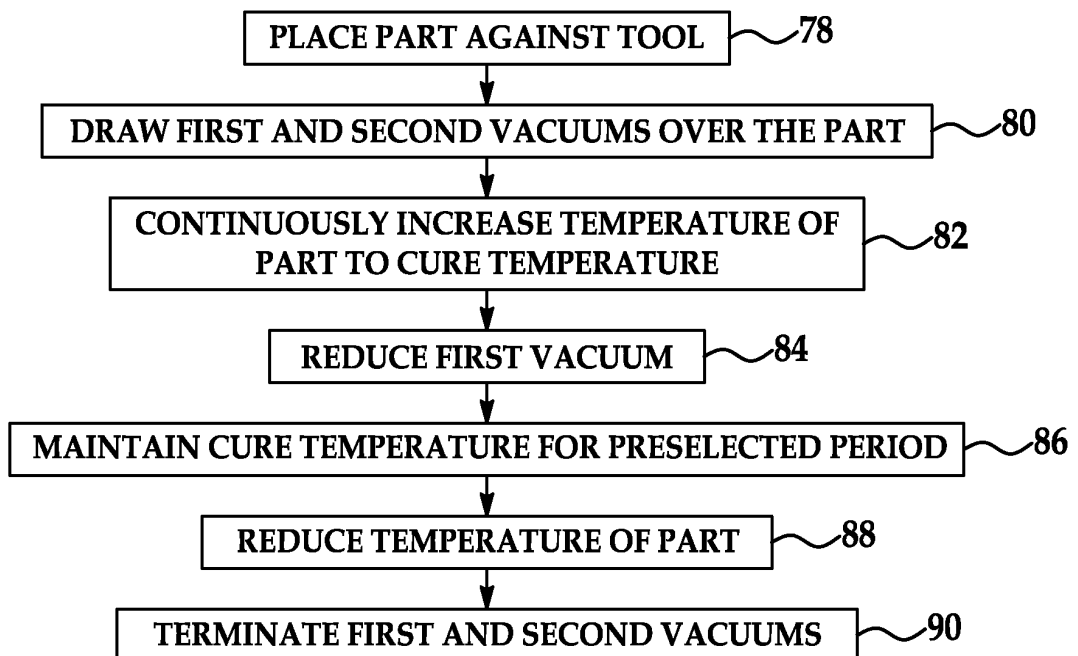 PLACE PART AGAINST TOOL 78
DRAW FIRST AND SECOND VACUUMS OVER THE PART 80
CONTINUOUSLY INCREASE TEMPERATURE OF
PART TO CURE TEMPERATURE 82
REDUCE FIRST VACUUM 84
MAINTAIN CURE TEMPERATURE FOR PRESELECTED PERIOD 86
REDUCE TEMPERATURE OF PART 88
TERMINATE FIRST AND SECOND VACUUMS 90